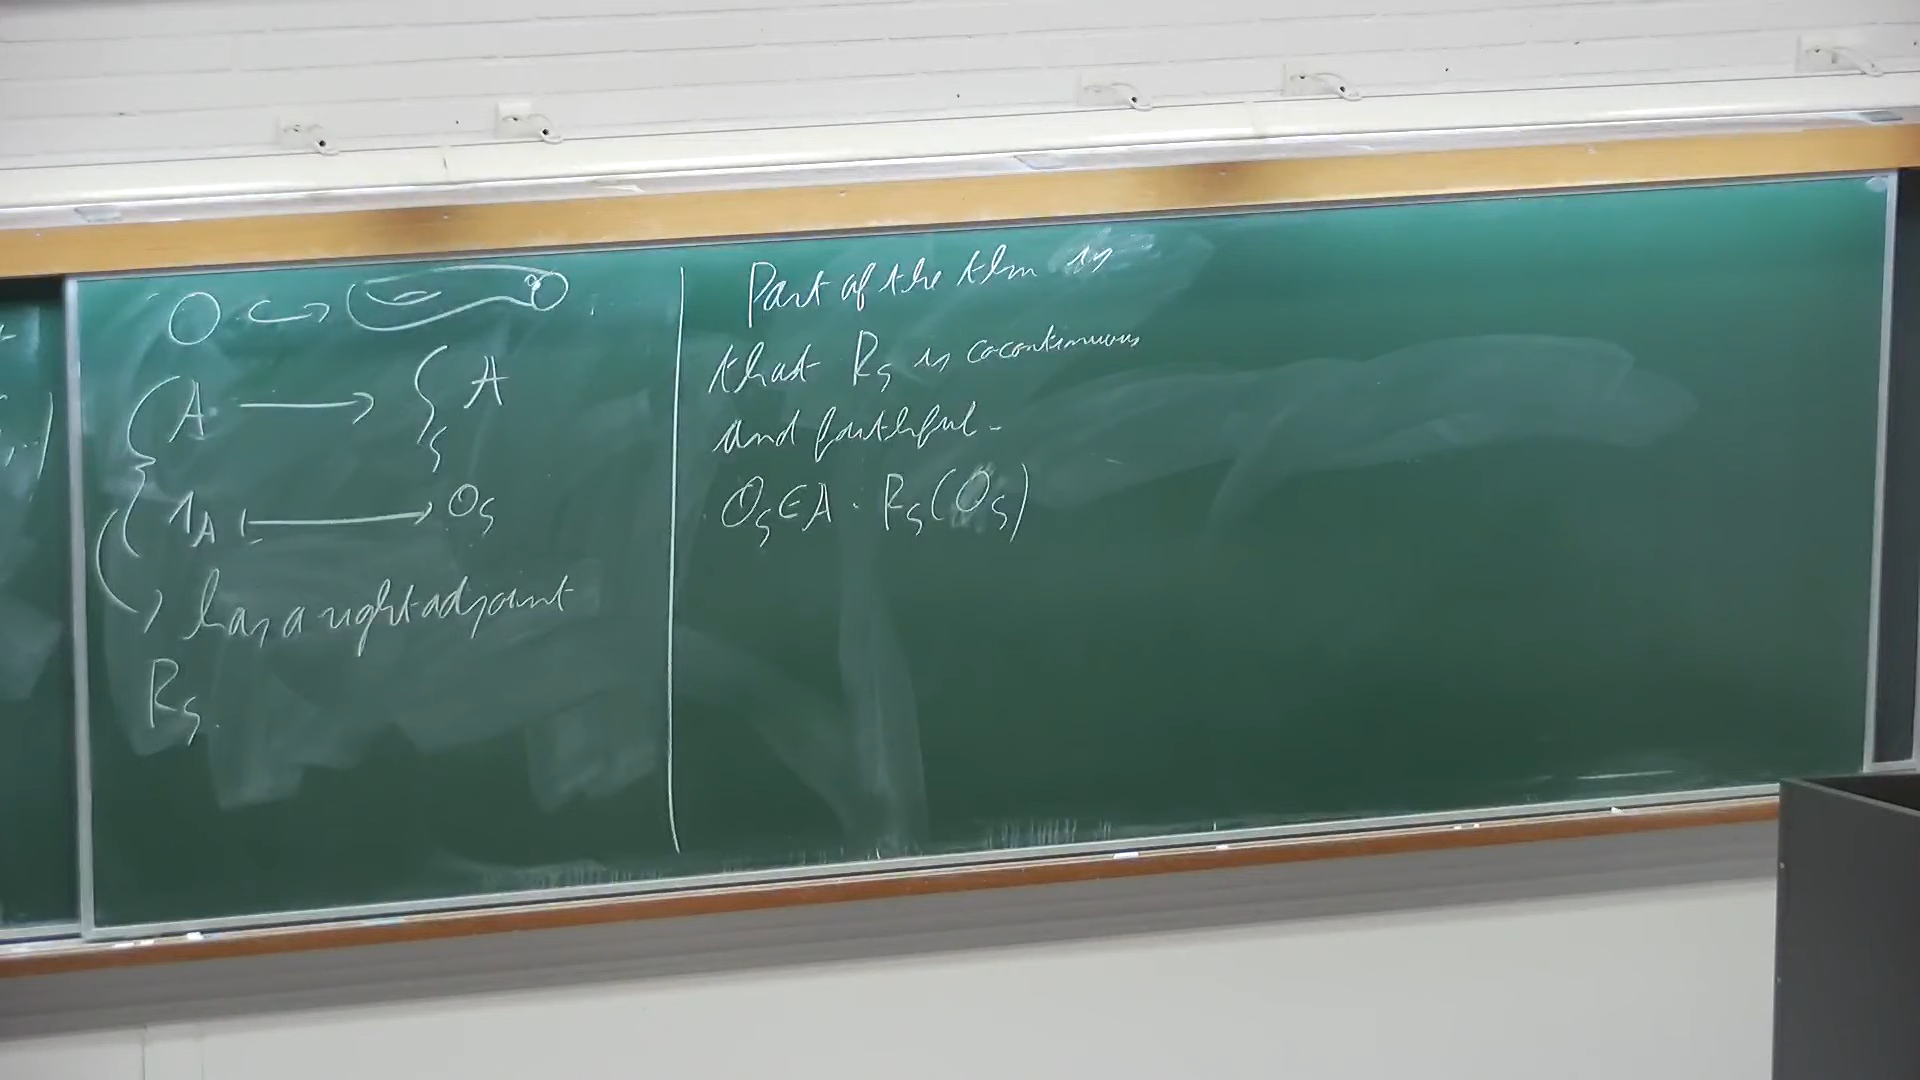 A → ∫_S A
1_A ↦ O_S
has a right adjoint
R_S.
Part of the thm is
that R_S is cocontinuous
and faithful.
O_S ∈ A . R_S(O_S)